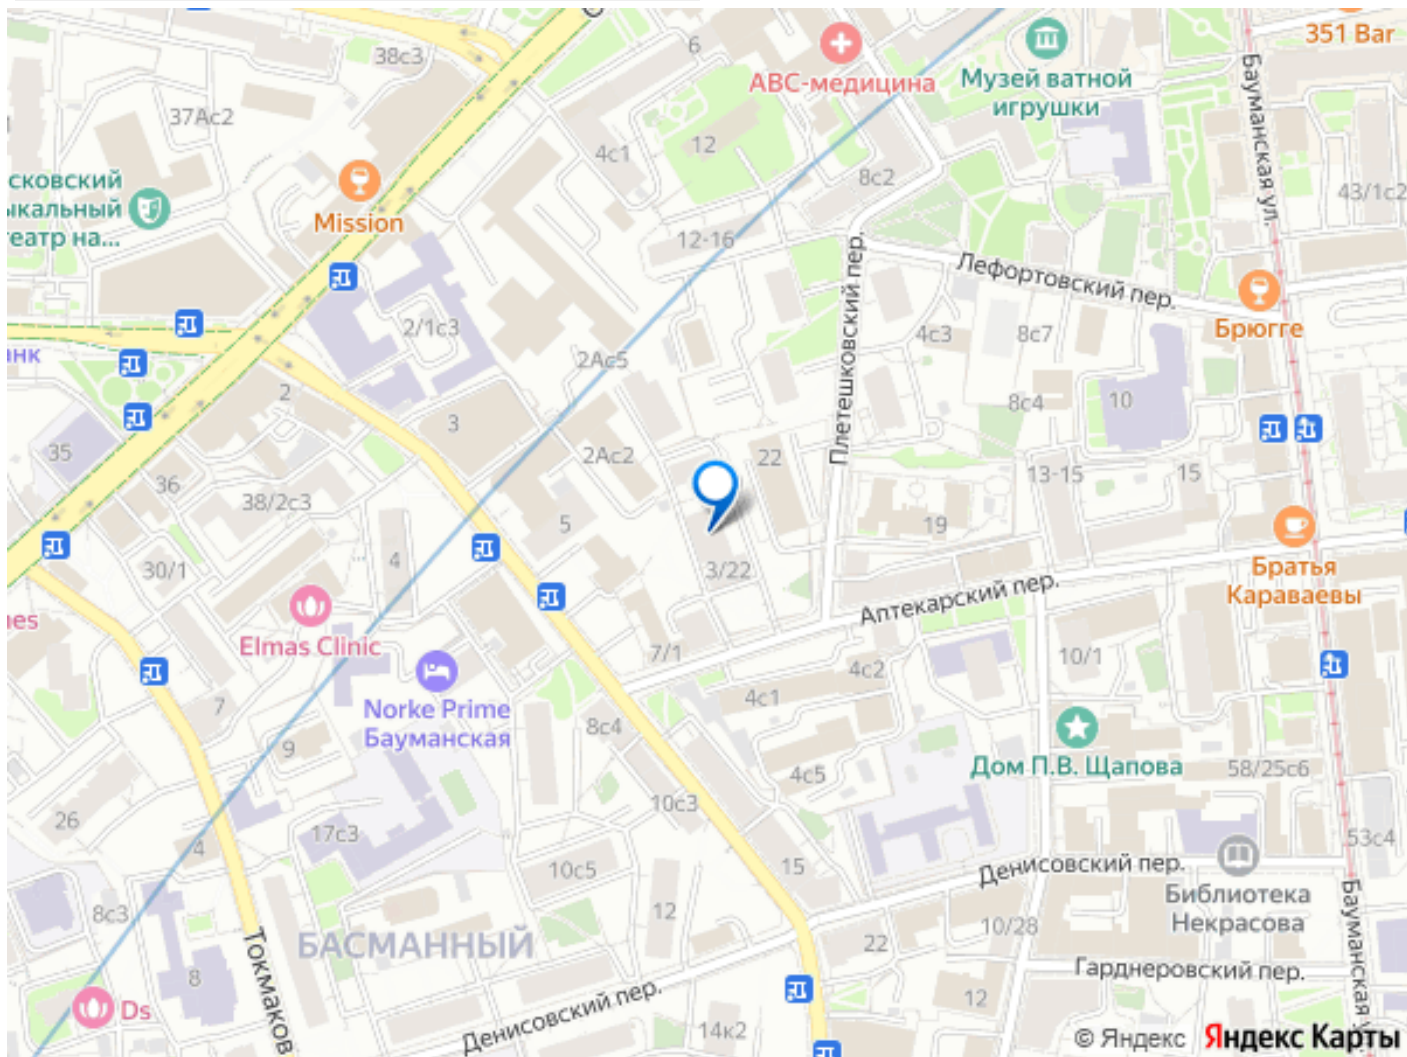 38с3
6
351 Bar
АВС-медицина
Музей ватной
игрушки
Бауманская ул.
37Ас2
4с1
12
8с2
43/1с2
сковский
Mission
12-16
Плетешковский пер.
Лефортовский пер.
2/1с3
4с3
8с7
Брюгге
2Ас5
2
3
8с4
10
35
36
38/2с3
2Ас2
22
13-15
15
5
19
4
30/1
3/22
Братья
Караваевы
Аптекарский пер.
Elmas Clinic
7/1
4с2
10/1
7
Norke Prime
Бауманская
4с1
8с4
9
Дом П.В. Щапова
58/25с6
4с5
10с3
26
4
17с3
53с4
15
10с5
Денисовский пер.
Библиотека
Некрасова
8с3
12
БАСМАННЫЙ
22
10/28
Бауманская
Токмаков
8
Гарднеровский пер.
Ds
Денисовский пер.
12
14к2
© Яндекс Яндекс Карты